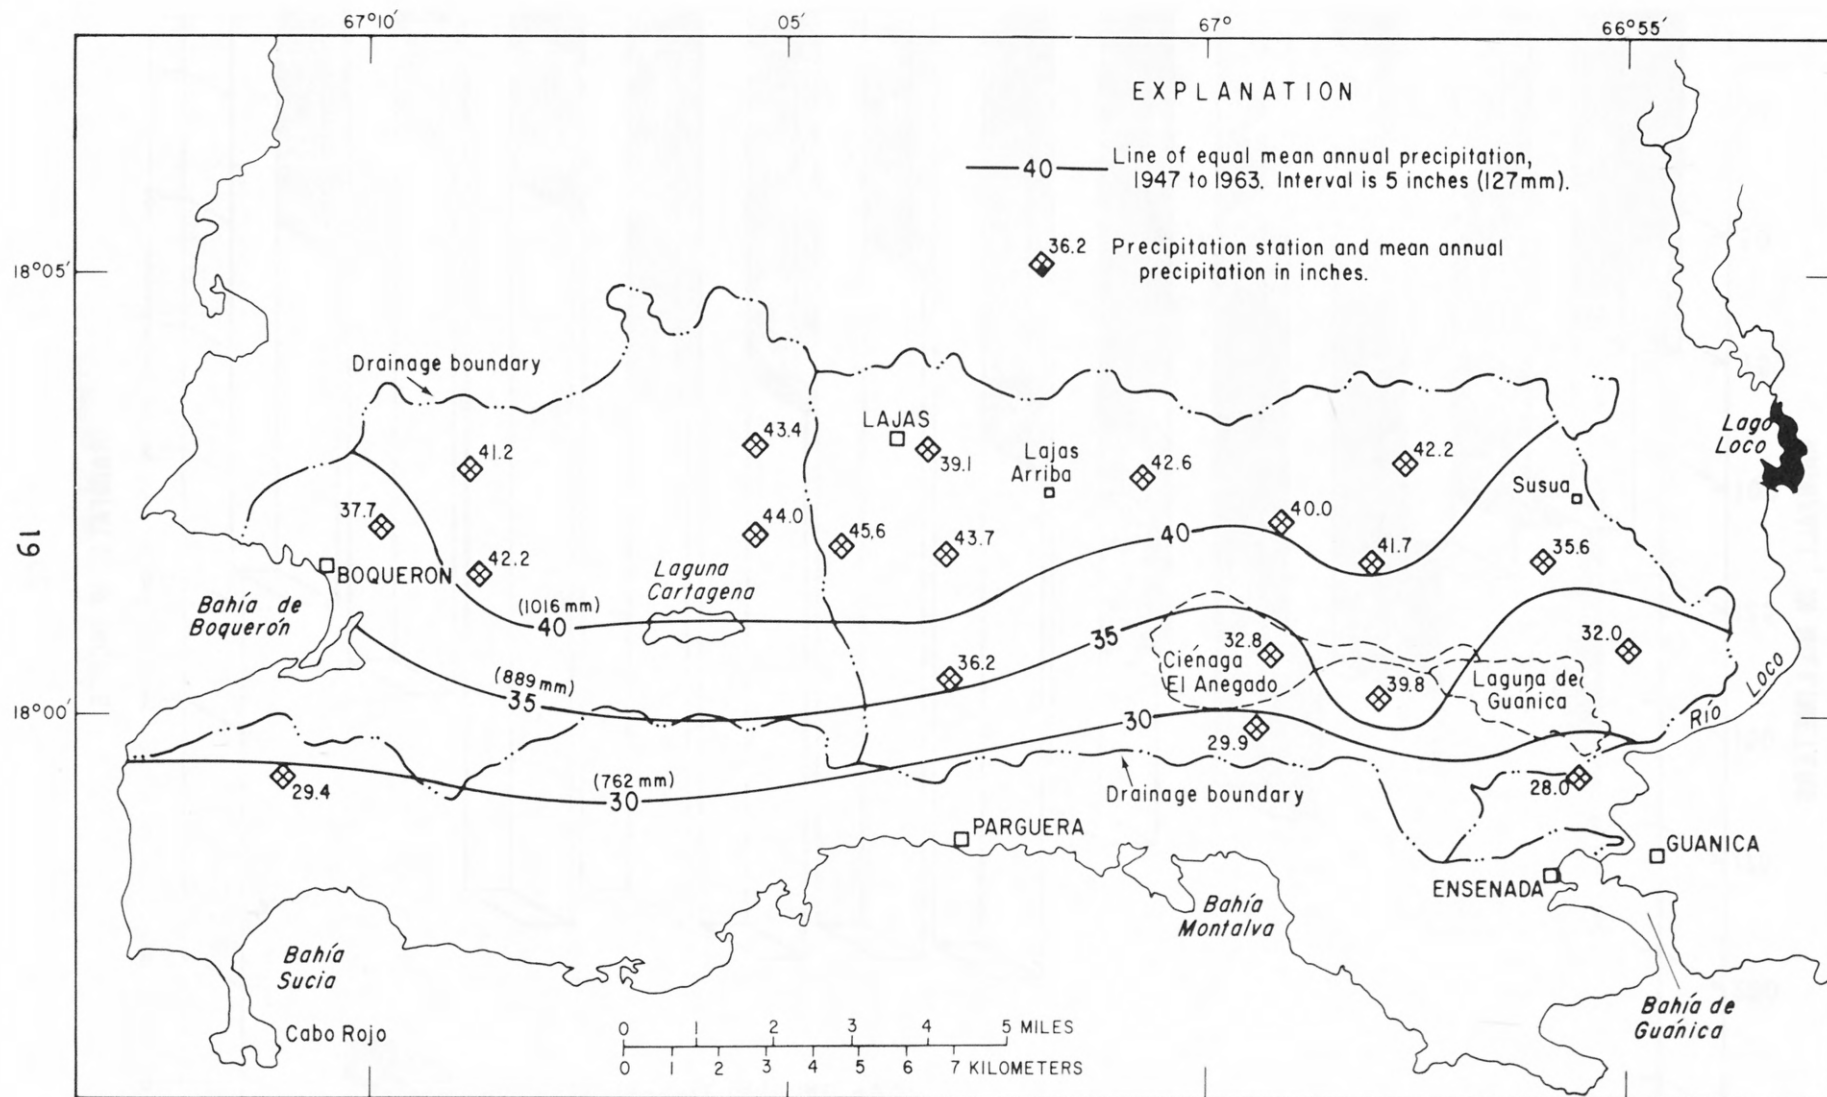 67°10′
05′
67°
66°55′
EXPLANATION
40
Line of equal mean annual precipitation,
1947 to 1963. Interval is 5 inches (127mm).
36.2
Precipitation station and mean annual
precipitation in inches.
18°05′
Drainage boundary
43.4
LAJAS
39.1
Lajas
Arriba
42.6
42.2
Lago
Loco
41.2
Susua
37.7
44.0
45.6
43.7
40
40.0
41.7
35.6
19
BOQUERON
42.2
Laguna
Cartagena
Bahía de
Boquerón
(1016 mm)
40
35
32.8
32.0
Ciénaga
El Anegado
36.2
39.8
Laguna de
Guánica
(889 mm)
35
18°00′
30
29.9
RÍO
LOCO
29.4
(762 mm)
30
Drainage boundary
28.0
PARGUERA
GUANICA
ENSENADA
Bahía
Montalva
Bahía
Sucia
Bahía de
Guánica
Cabo Rojo
0 1 2 3 4 5 MILES
0 1 2 3 4 5 6 7 KILOMETERS